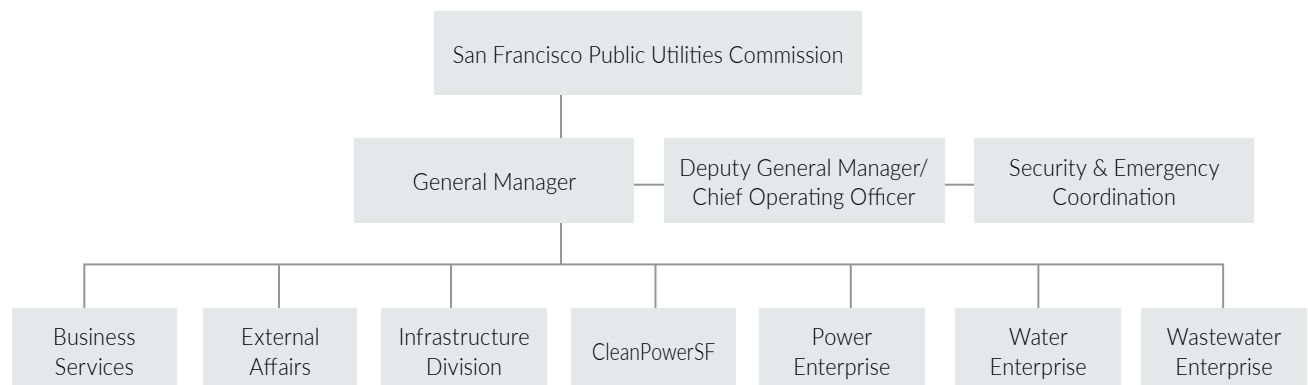 San Francisco Public Utilities Commission
General Manager
Deputy General Manager/
Chief Operating Officer
Security & Emergency
Coordination
Business
Services
External
Affairs
Infrastructure
Division
CleanPowerSF
Power
Enterprise
Water
Enterprise
Wastewater
Enterprise